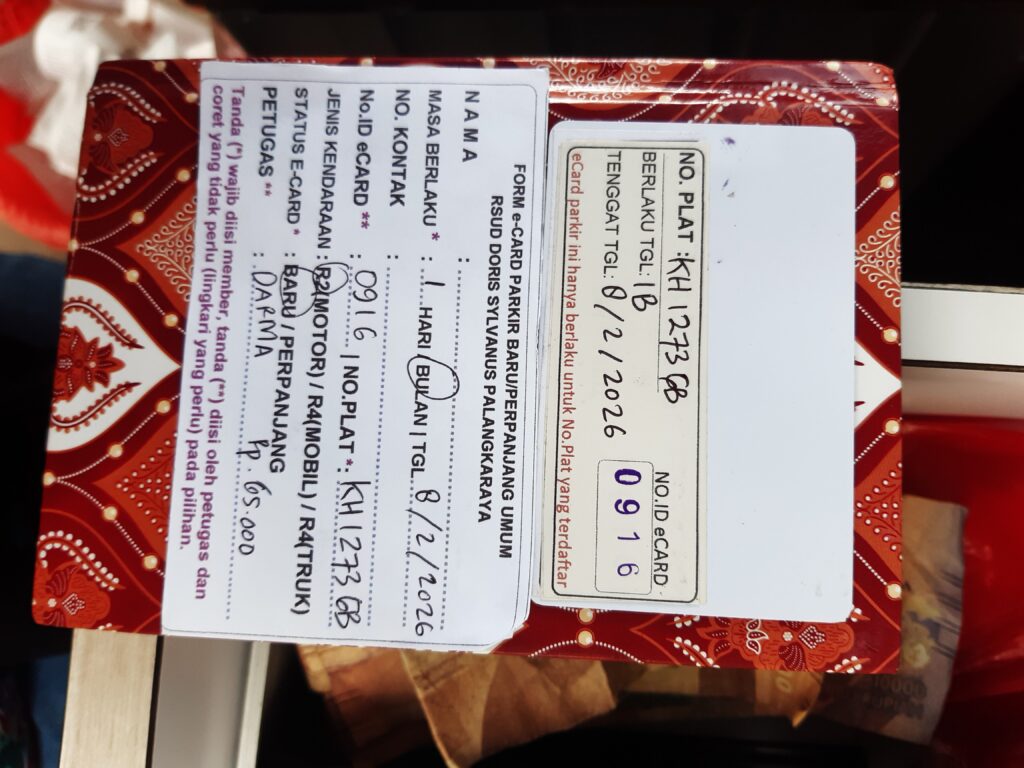 NO. PLAT : KH 1273 QB
BERLAKU TGL : 1B
TENGGAT TGL : 8/2/2026
NO.ID eCARD
0916
eCard parkir ini hanya berlaku untuk No.Plat yang terdaftar
FORM e-CARD PARKIR BARU/PERPANJANG UMUM
RSUD DORIS SYLVANUS PALANGKARAYA
N A M A :
MASA BERLAKU * : 1 HARI / BULAN | TGL. 8/2/2026
NO. KONTAK :
No.ID eCARD ** : 0916 | NO.PLAT *: KH 1273 QB
JENIS KENDARAAN : R2(MOTOR) / R4(MOBIL) / R4(TRUK)
STATUS E-CARD * : BARU / PERPANJANG
PETUGAS ** : DARMA Rp. 65.000
Tanda (*) wajib diisi member, tanda (**) diisi oleh petugas dan
coret yang tidak perlu (lingkari yang perlu) pada pilihan.